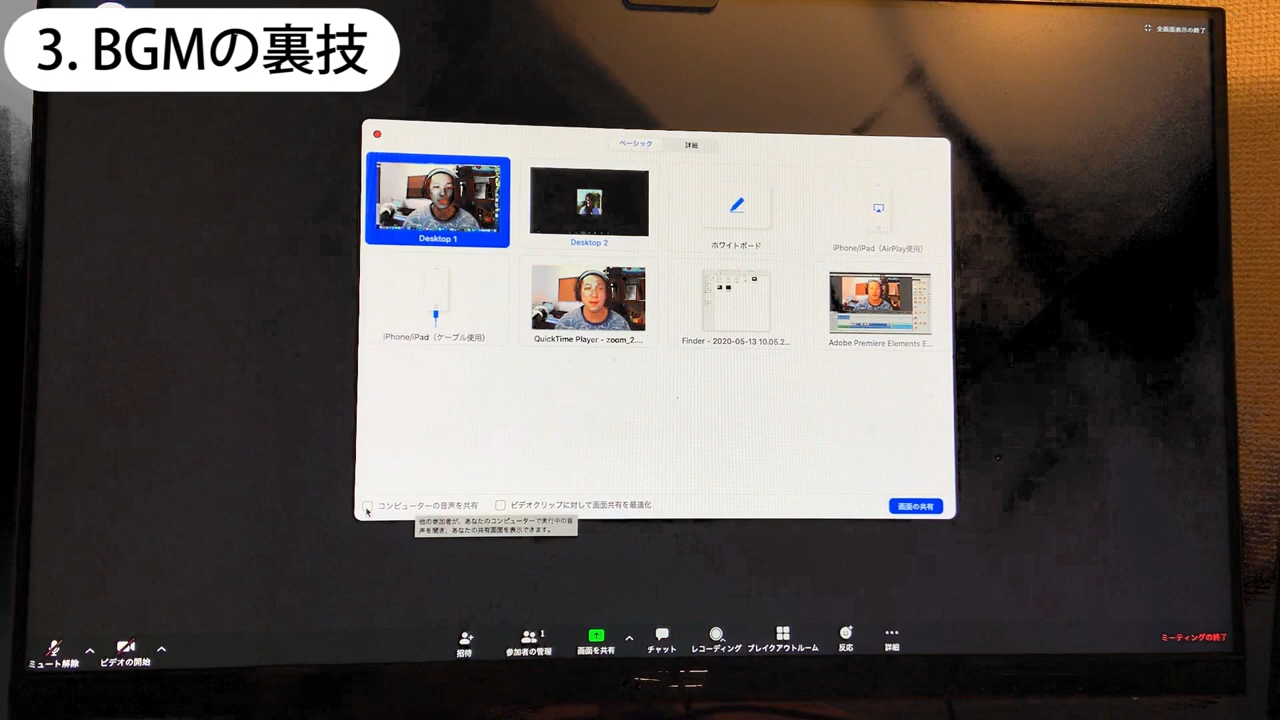 3. BGMの裏技
全画面表示の終了
ベーシック
詳細
Desktop 1
Desktop 2
ホワイトボード
iPhone/iPad（AirPlay使用）
iPhone/iPad（ケーブル使用）
QuickTime Player - zoom_2....
Finder - 2020-05-13 10.05.2...
Adobe Premiere Elements E...
コンピューターの音声を共有
ビデオクリップに対して画面共有を最適化
画面の共有
他の参加者が、あなたのコンピューターで実行中の音
声を聞き、あなたの共有画面を表示できます。
ミュート解除
ビデオの開始
招待
1
参加者の管理
画面を共有
チャット
レコーディング
ブレイクアウトルーム
反応
詳細
ミーティングの終了